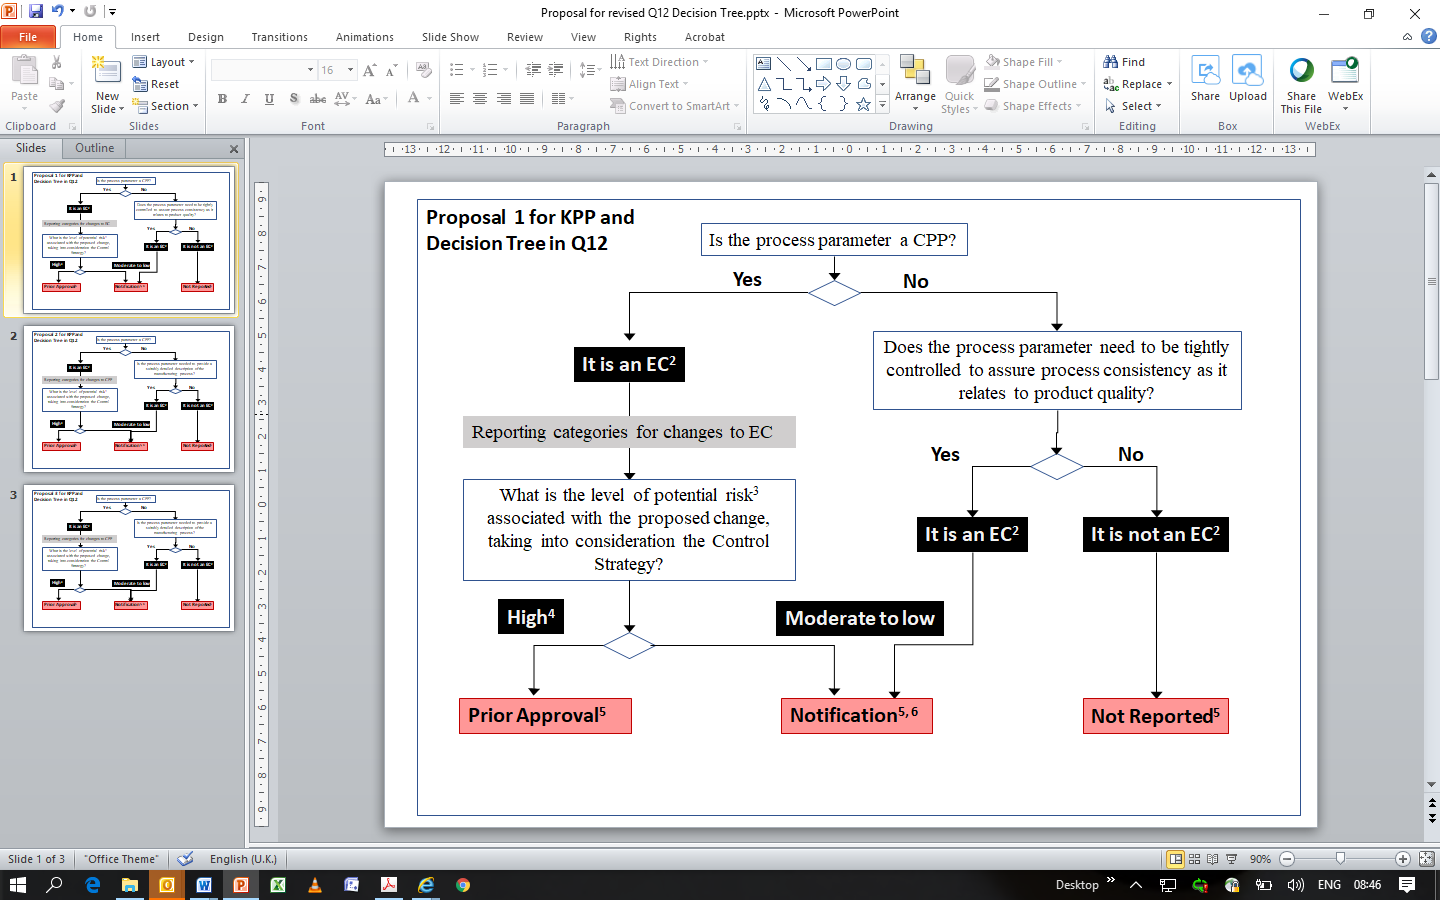 Proposal for revised Q12 Decision Tree.pptx - Microsoft PowerPoint
File Home Insert Design Transitions Animations Slide Show Review View Rights Acrobat
Paste
Clipboard
New Slide
Layout
Reset
Section
Slides
16
Font
Text Direction
Align Text
Convert to SmartArt
Paragraph
Arrange
Quick Styles
Shape Fill
Shape Outline
Shape Effects
Drawing
Find
Replace
Select
Editing
Share
Upload
Box
Share This File
WebEx
WebEx
Slides Outline
1
2
3
Proposal 1 for KPP and
Decision Tree in Q12
Is the process parameter a CPP?
Yes
No
It is an EC²
Does the process parameter need to be tightly
controlled to assure process consistency as it
relates to product quality?
Reporting categories for changes to EC
Yes
No
What is the level of potential risk³
associated with the proposed change,
taking into consideration the Control
Strategy?
It is an EC²
It is not an EC²
High⁴
Moderate to low
Prior Approval⁵
Notification⁵,⁶
Not Reported⁵
Slide 1 of 3
"Office Theme"
English (U.K.)
90%
Desktop
ENG
08:46